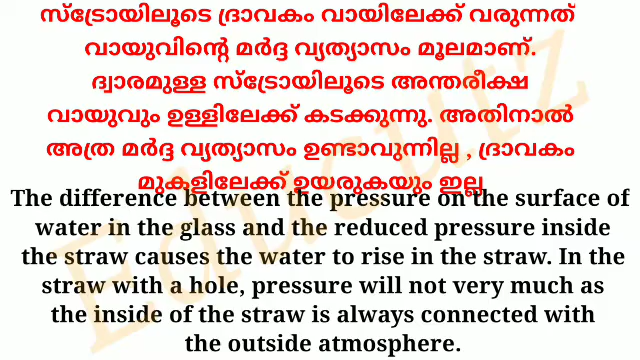 സ്ട്രോയിലൂടെ ദ്രാവകം വായിലേക്ക് വരുന്നത്
വായുവിന്റെ മർദ്ദ വ്യത്യാസം മൂലമാണ്.
ദ്വാരമുള്ള സ്ട്രോയിലൂടെ അന്തരീക്ഷ
വായുവും ഉള്ളിലേക്ക് കടക്കുന്നു. അതിനാൽ
അത്ര മർദ്ദ വ്യത്യാസം ഉണ്ടാവുന്നില്ല , ദ്രാവകം
മുകളിലേക്ക് ഉയരുകയും ഇല്ല
The difference between the pressure on the surface of
water in the glass and the reduced pressure inside
the straw causes the water to rise in the straw. In the
straw with a hole, pressure will not very much as
the inside of the straw is always connected with
the outside atmosphere.
Educutz